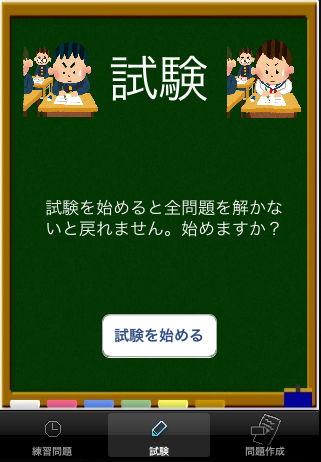 試験
試験を始めると全問題を解かな
いと戻れません。始めますか？
試験を始める
練習問題
試験
問題作成